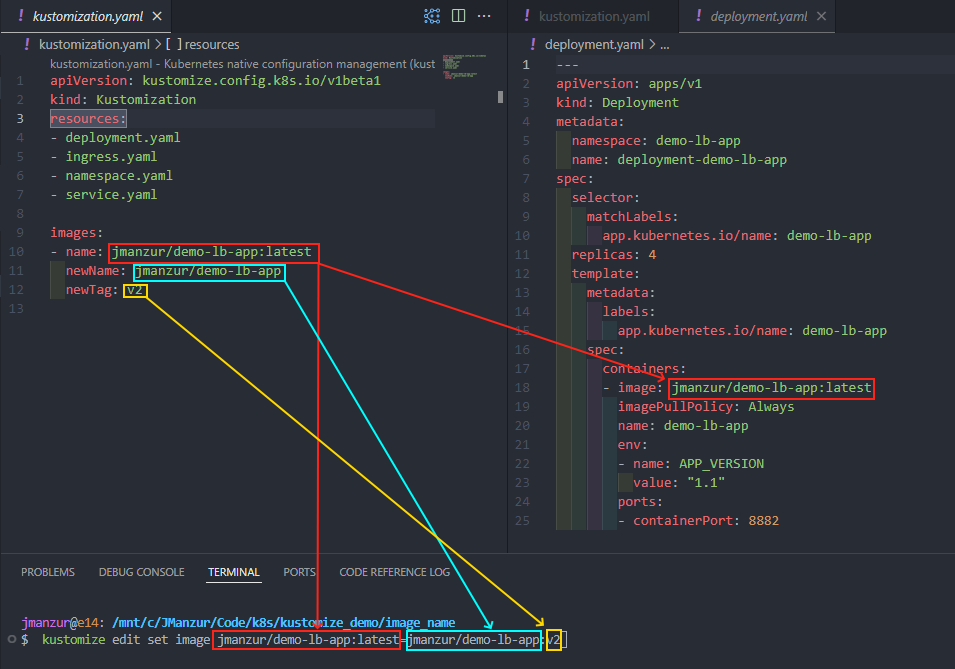 kustomization.yaml
kustomization.yaml > [ ] resources
kustomization.yaml - Kubernetes native configuration management (kust
1 apiVersion: kustomize.config.k8s.io/v1beta1
2 kind: Kustomization
3 resources:
4 - deployment.yaml
5 - ingress.yaml
6 - namespace.yaml
7 - service.yaml
8
9 images:
10 - name: jmanzur/demo-lb-app:latest
11   newName: jmanzur/demo-lb-app
12   newTag: v2
13
kustomization.yaml
deployment.yaml
deployment.yaml > ...
1 ---
2 apiVersion: apps/v1
3 kind: Deployment
4 metadata:
5   namespace: demo-lb-app
6   name: deployment-demo-lb-app
7 spec:
8   selector:
9     matchLabels:
10       app.kubernetes.io/name: demo-lb-app
11   replicas: 4
12   template:
13     metadata:
14       labels:
15         app.kubernetes.io/name: demo-lb-app
16     spec:
17       containers:
18       - image: jmanzur/demo-lb-app:latest
19         imagePullPolicy: Always
20         name: demo-lb-app
21         env:
22         - name: APP_VERSION
23           value: "1.1"
24         ports:
25         - containerPort: 8882
PROBLEMS DEBUG CONSOLE TERMINAL PORTS CODE REFERENCE LOG
jmanzur@e14: /mnt/c/JManzur/Code/k8s/kustomize_demo/image_name
$ kustomize edit set image jmanzur/demo-lb-app:latest=jmanzur/demo-lb-app:v2